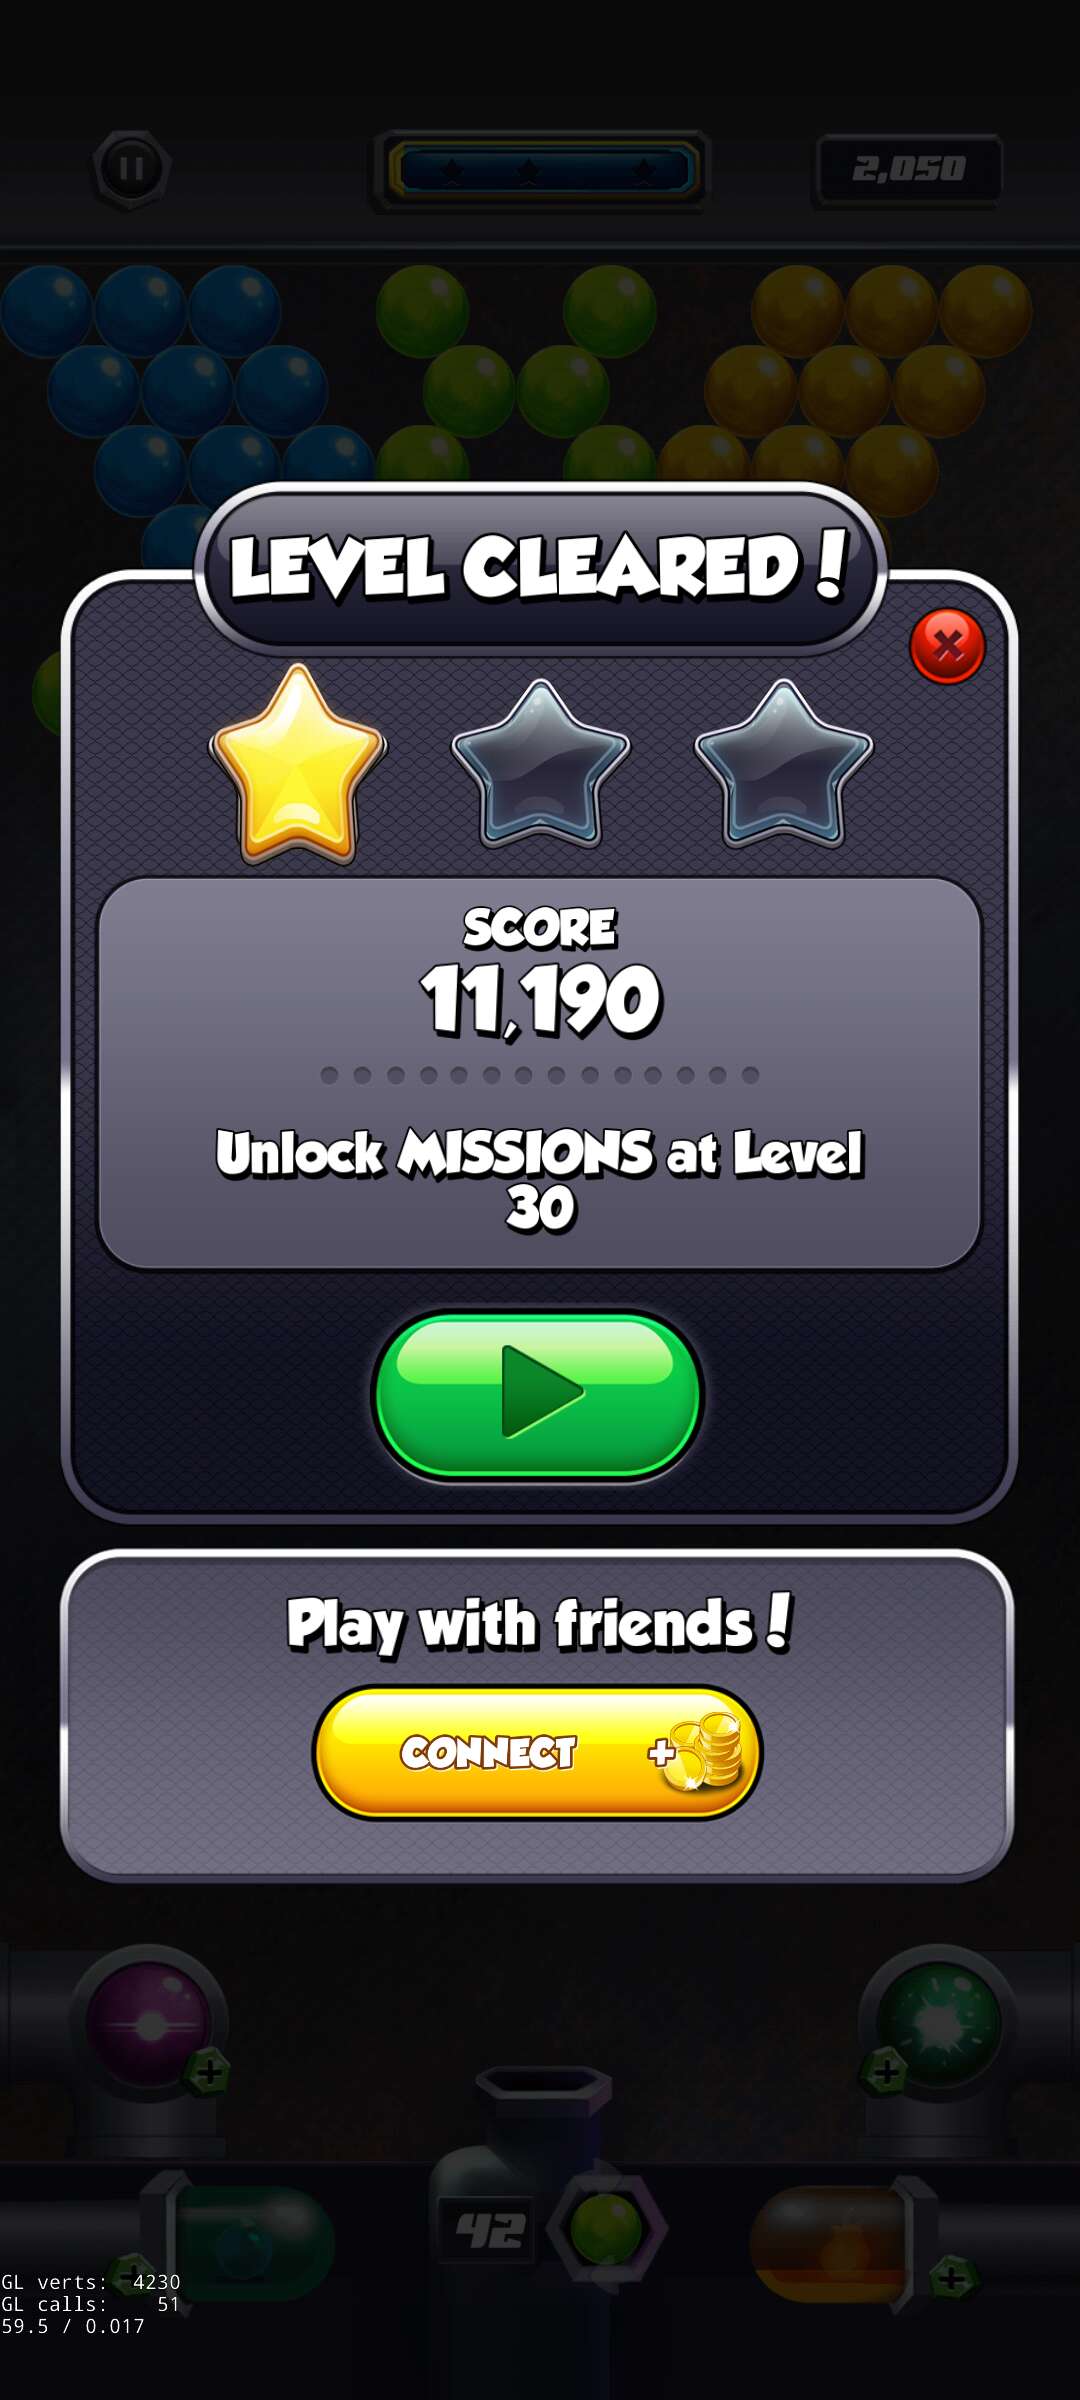 2,050
LEVEL CLEARED!
SCORE
11,190
Unlock MISSIONS at Level
30
Play with friends!
CONNECT +
42
GL verts: 4230
GL calls: 51
59.5 / 0.017